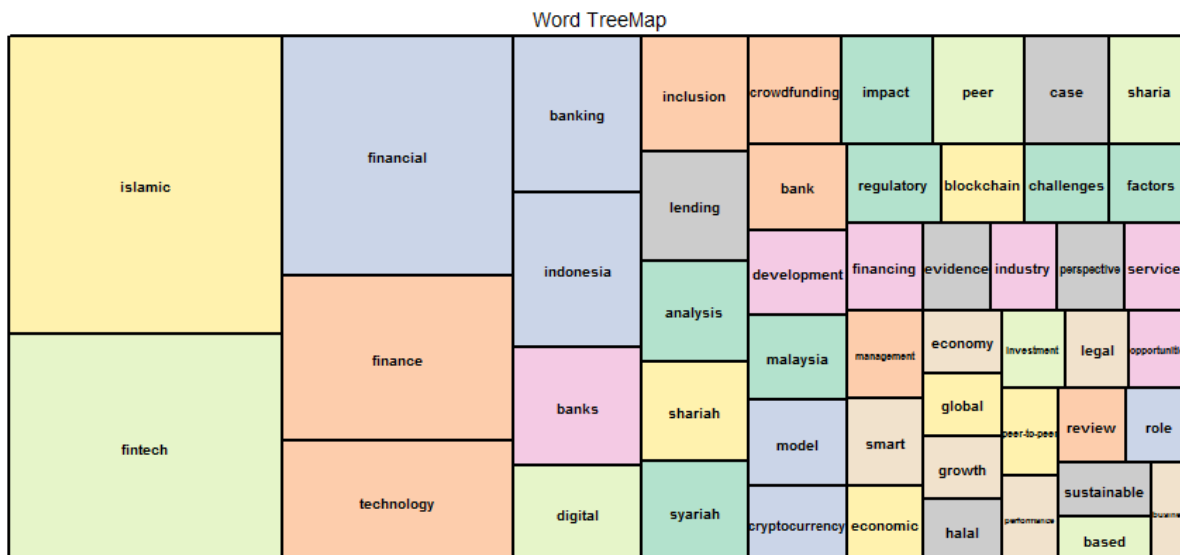 Word TreeMap
islamic
fintech
financial
finance
technology
banking
indonesia
banks
digital
inclusion
lending
analysis
shariah
syariah
crowdfunding
impact
peer
case
sharia
bank
regulatory
blockchain
challenges
factors
development
financing
evidence
industry
perspective
service
malaysia
management
economy
investment
legal
opportuniti
global
peer-to-peer
review
role
model
smart
growth
cryptocurrency
economic
halal
performance
sustainable
based